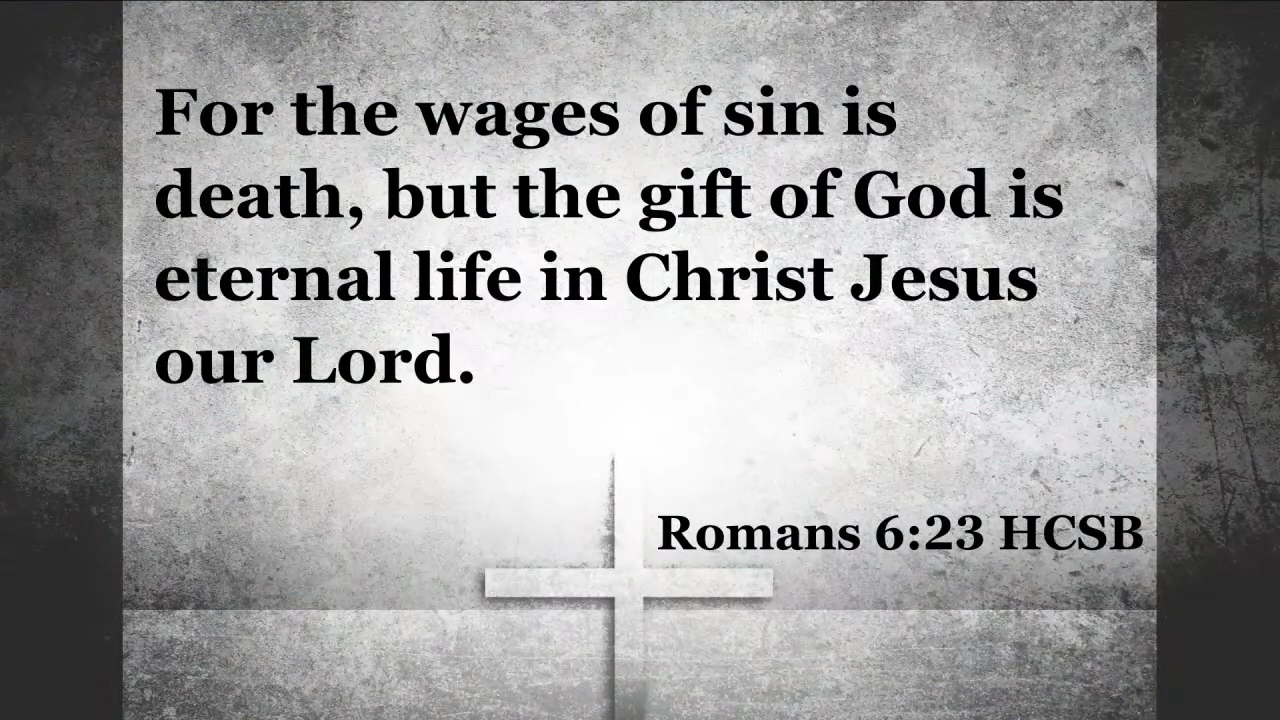 For the wages of sin is
death, but the gift of God is
eternal life in Christ Jesus
our Lord.
Romans 6:23 HCSB